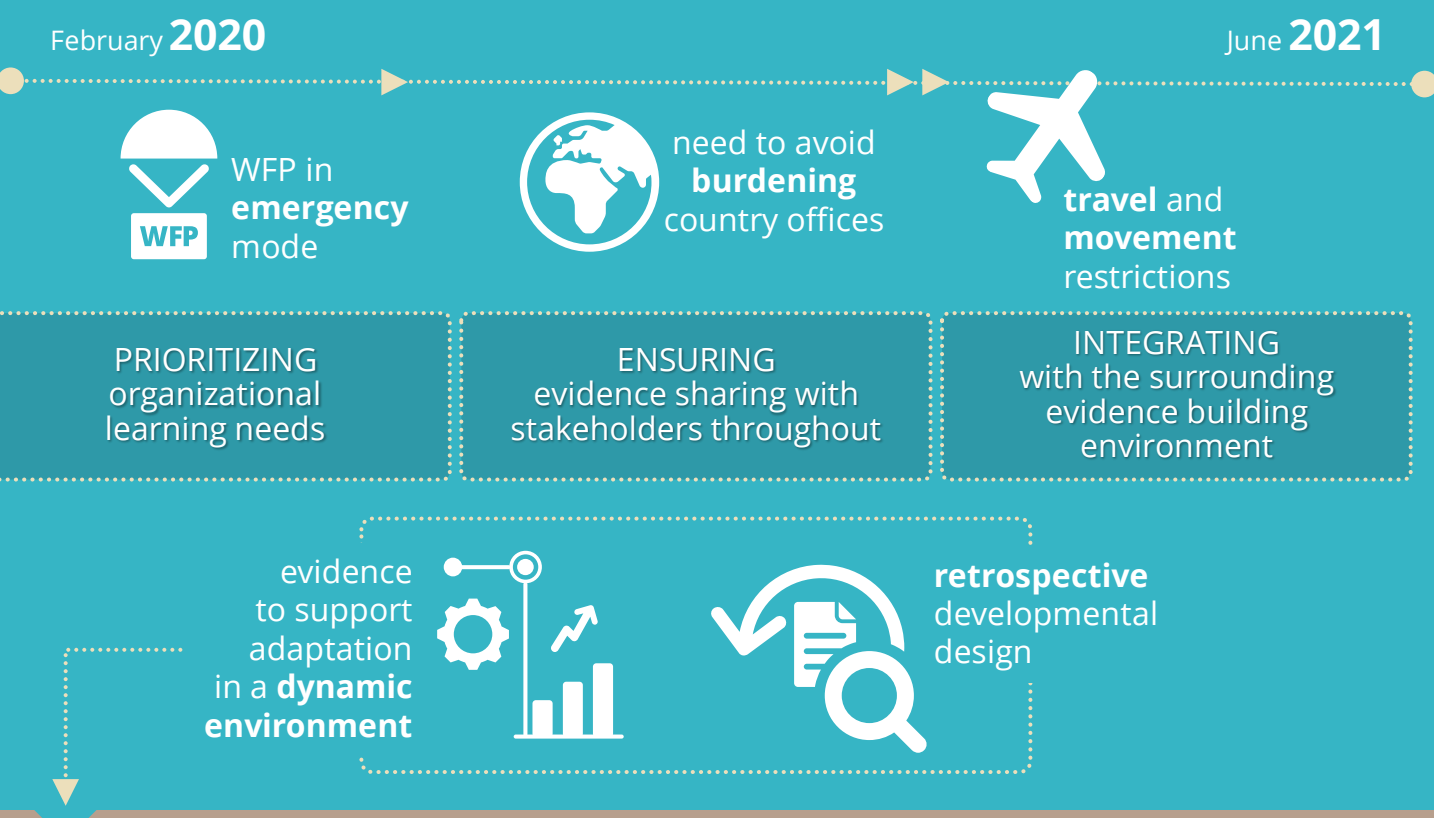 February 2020
June 2021
WFP in
emergency
mode
WFP
need to avoid
burdening
country offices
travel and
movement
restrictions
PRIORITIZING
organizational
learning needs
ENSURING
evidence sharing with
stakeholders throughout
INTEGRATING
with the surrounding
evidence building
environment
evidence
to support
adaptation
in a dynamic
environment
retrospective
developmental
design